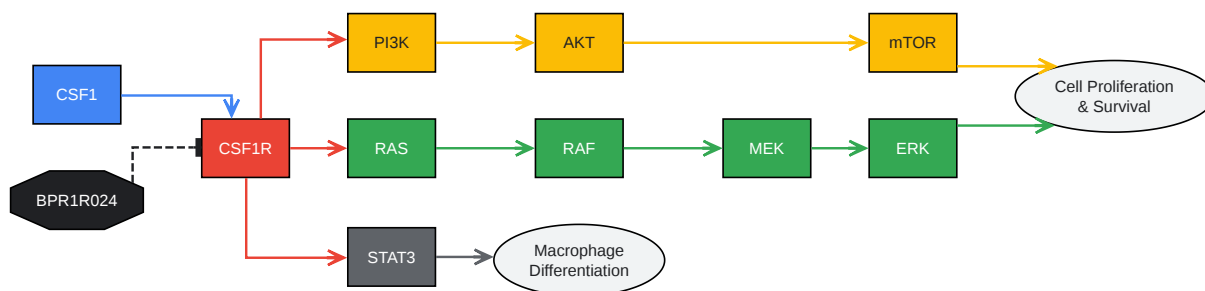 PI3K
AKT
mTOR
CSF1
Cell Proliferation
& Survival
CSF1R
RAS
RAF
MEK
ERK
BPR1R024
STAT3
Macrophage
Differentiation